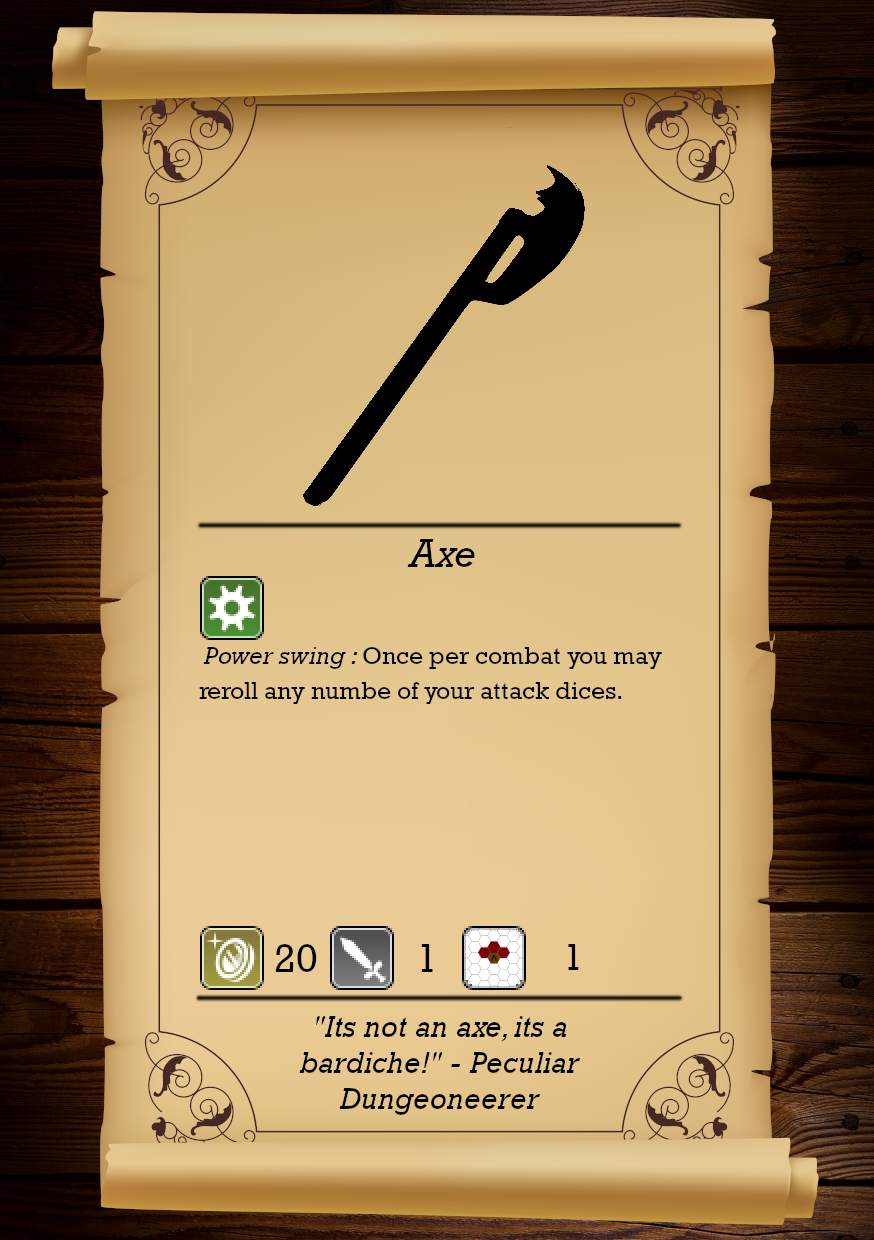 Axe
Power swing : Once per combat you may
reroll any numbe of your attack dices.
20 1 1
"Its not an axe, its a
bardiche!" - Peculiar
Dungeoneerer